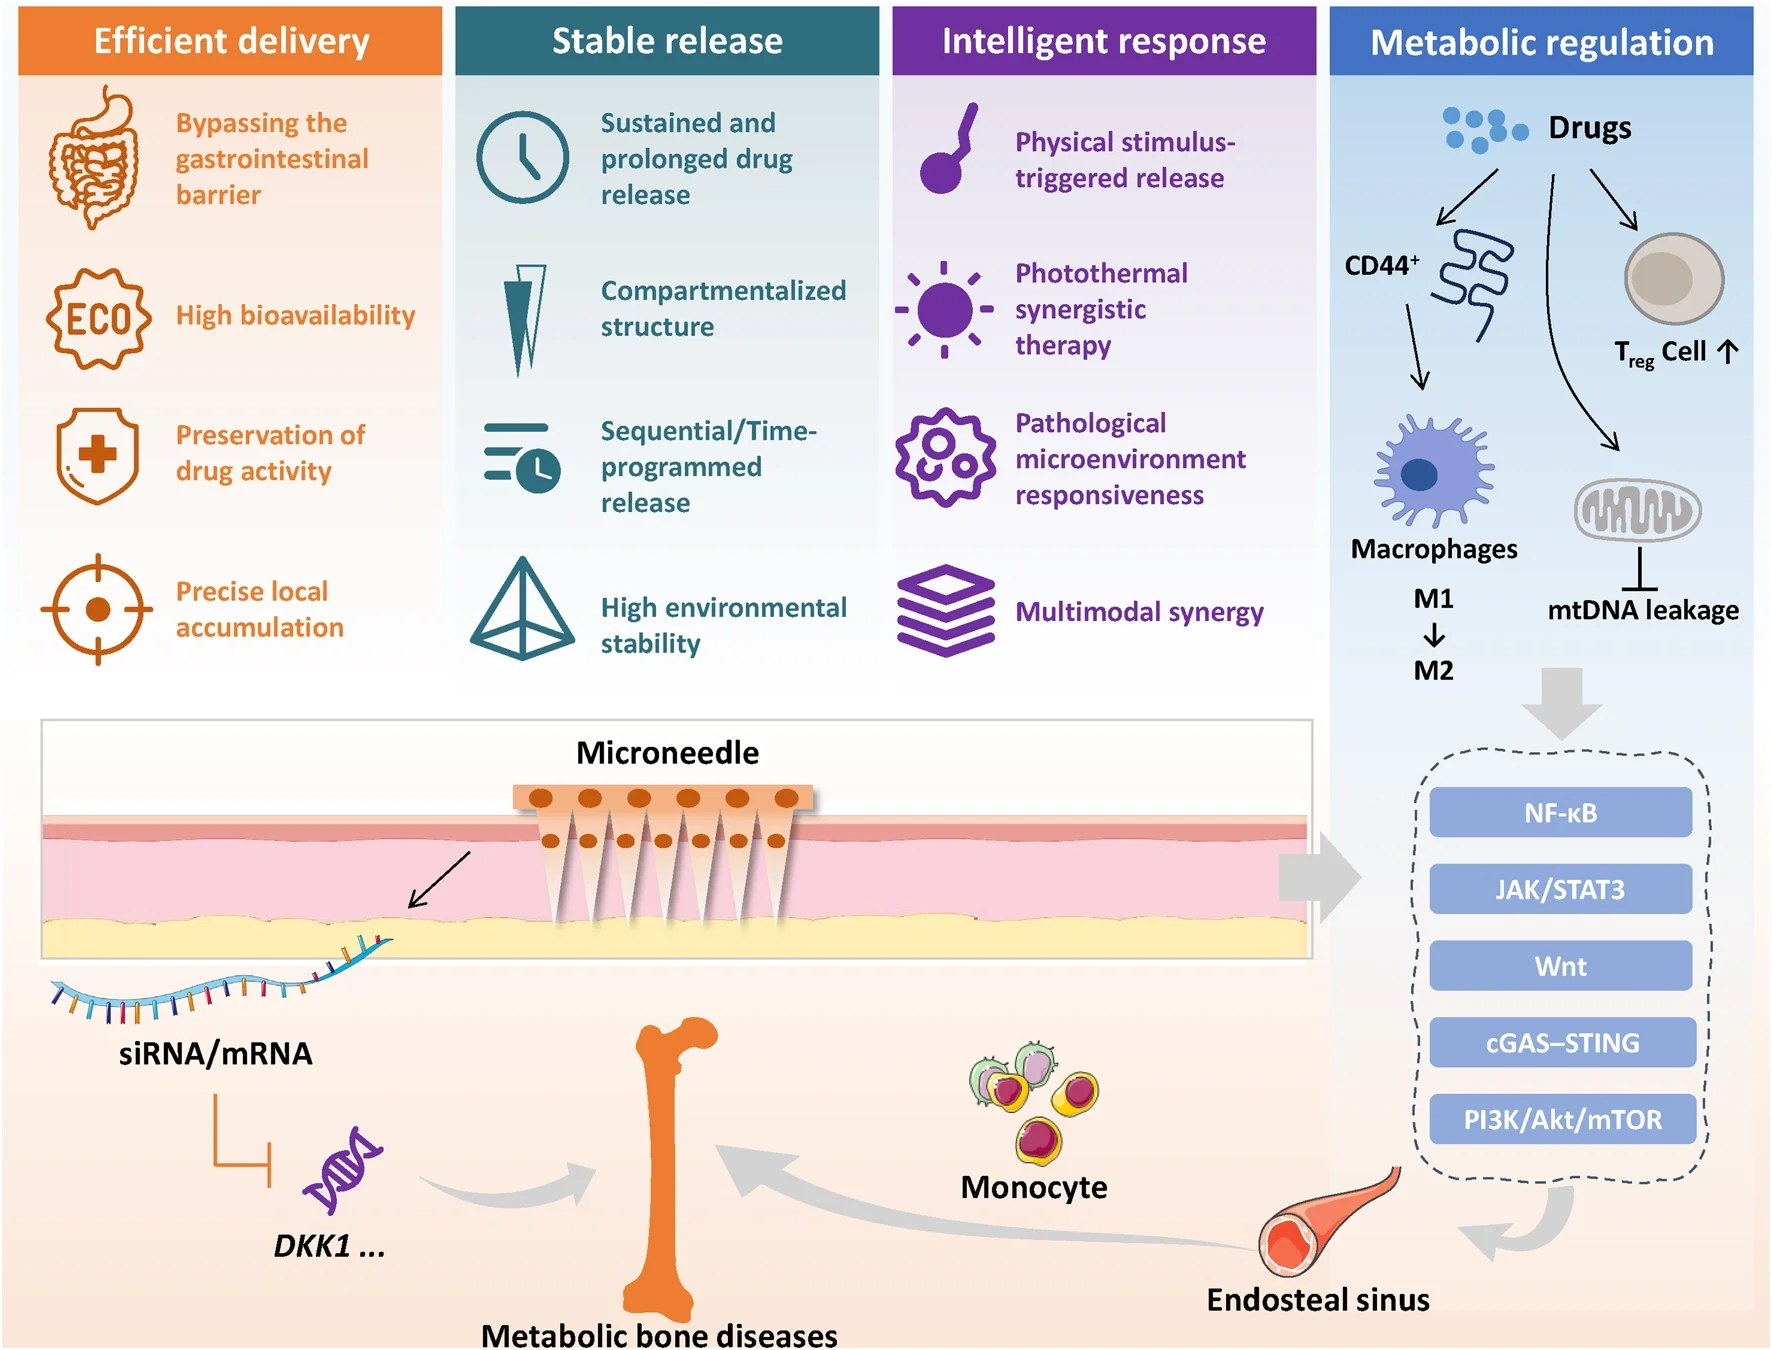 Efficient delivery
Bypassing the
gastrointestinal
barrier
ECO
High bioavailability
Preservation of
drug activity
Precise local
accumulation
Stable release
Sustained and
prolonged drug
release
Compartmentalized
structure
Sequential/Time-
programmed
release
High environmental
stability
Intelligent response
Physical stimulus-
triggered release
Photothermal
synergistic
therapy
Pathological
microenvironment
responsiveness
Multimodal synergy
Metabolic regulation
Drugs
CD44⁺
T_reg Cell ↑
Macrophages
M1
↓
M2
mtDNA leakage
NF-κB
JAK/STAT3
Wnt
cGAS–STING
PI3K/Akt/mTOR
Microneedle
siRNA/mRNA
DKK1 ...
Metabolic bone diseases
Monocyte
Endosteal sinus